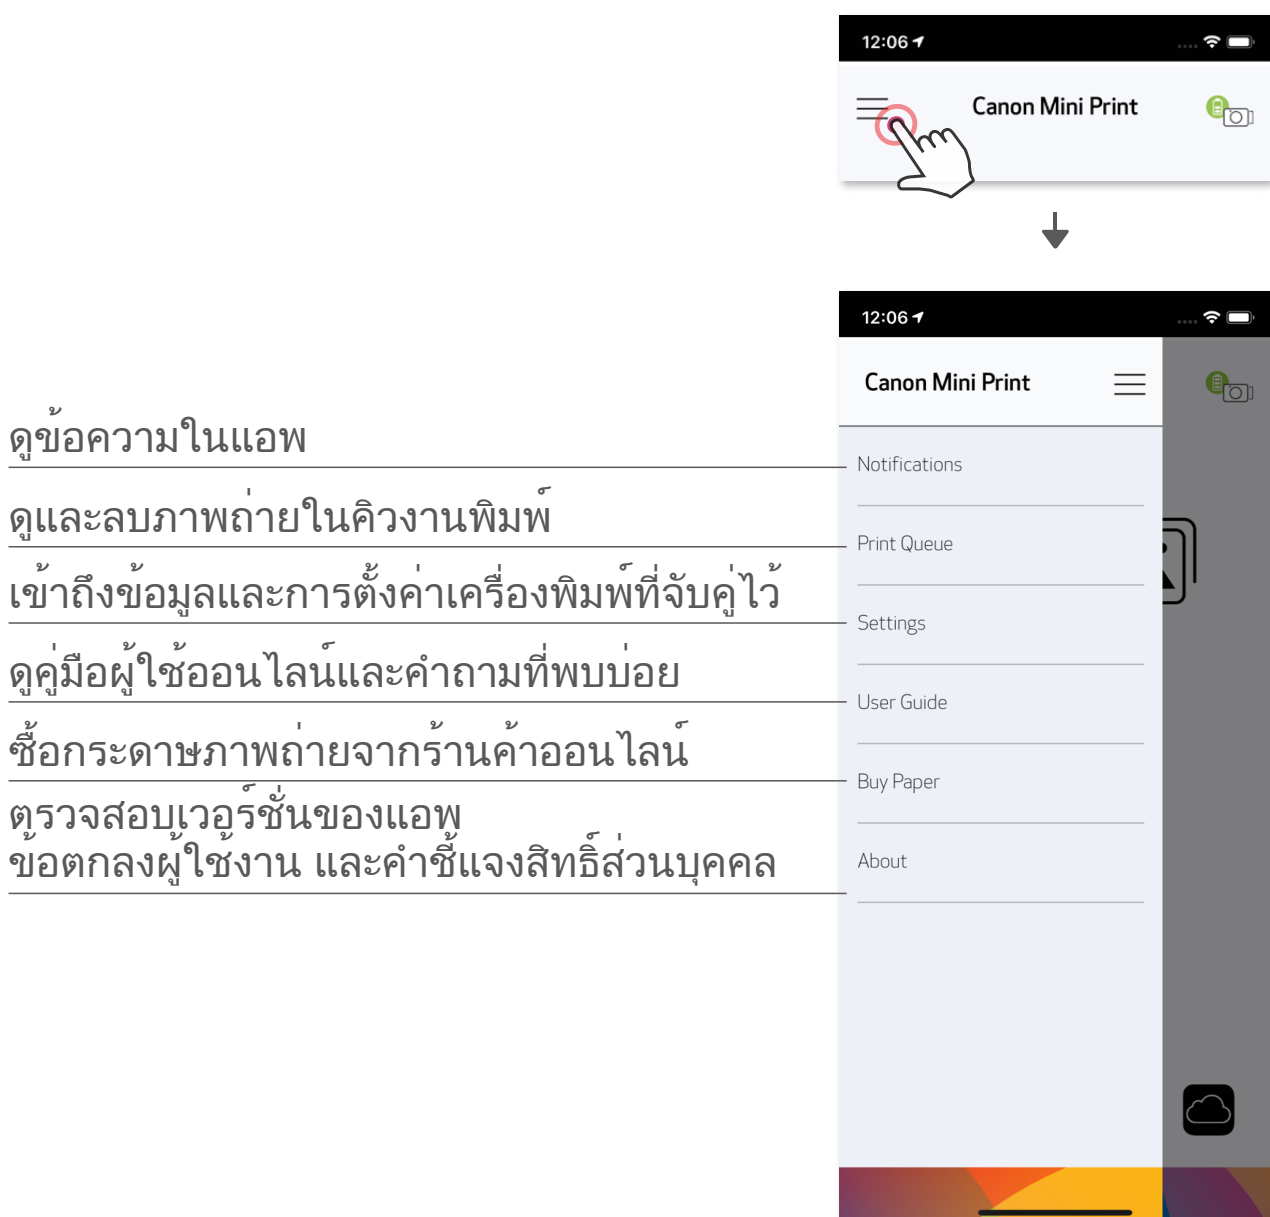 12:06
Canon Mini Print
12:06
Canon Mini Print
ดูข้อความในแอพ
Notifications
ดูและลบภาพถ่ายในคิวงานพิมพ์
Print Queue
เข้าถึงข้อมูลและการตั้งค่าเครื่องพิมพ์ที่จับคู่ไว้
Settings
ดูคู่มือผู้ใช้ออนไลน์และคำถามที่พบบ่อย
User Guide
ซื้อกระดาษภาพถ่ายจากร้านค้าออนไลน์
Buy Paper
ตรวจสอบเวอร์ชั่นของแอพ
ข้อตกลงผู้ใช้งาน และคำชี้แจงสิทธิ์ส่วนบุคคล
About